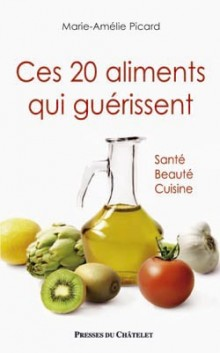 Marie-Amélie Picard
Ces 20 aliments
qui guérissent
Santé
Beauté
Cuisine
PRESSES DU CHÂTELET